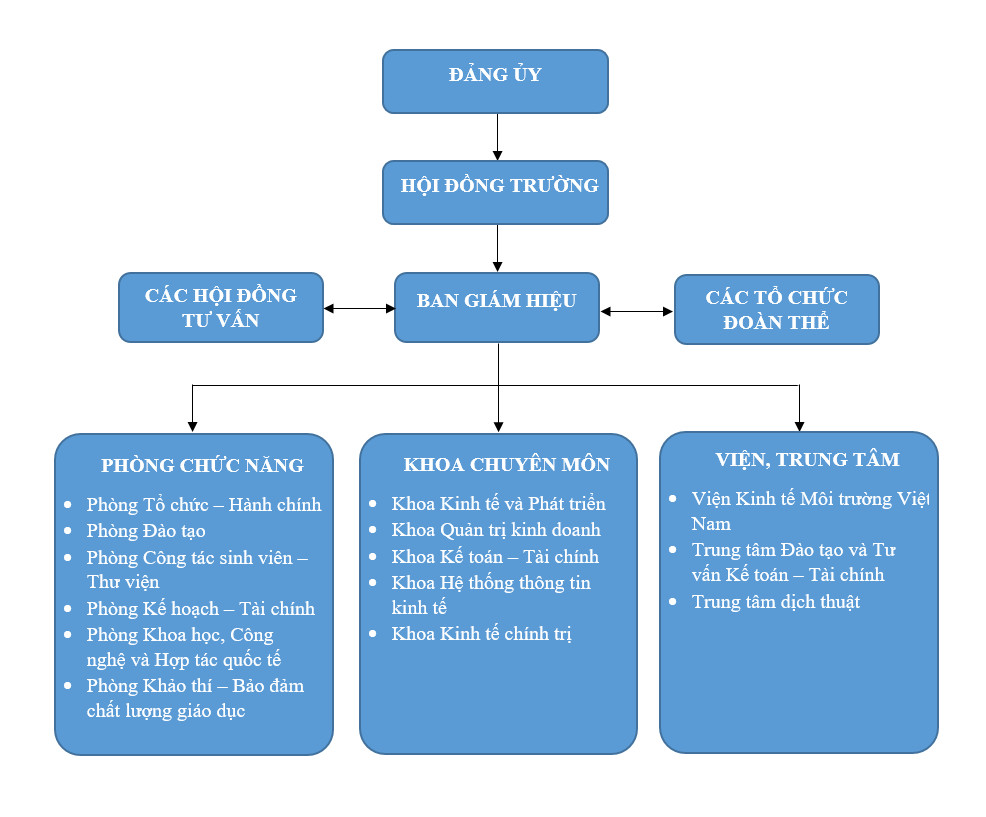 ĐẢNG ỦY
HỘI ĐỒNG TRƯỜNG
CÁC HỘI ĐỒNG
TƯ VẤN
BAN GIÁM HIỆU
CÁC TỔ CHỨC
ĐOÀN THỂ
PHÒNG CHỨC NĂNG
• Phòng Tổ chức – Hành chính
• Phòng Đào tạo
• Phòng Công tác sinh viên –
Thư viện
• Phòng Kế hoạch – Tài chính
• Phòng Khoa học, Công
nghệ và Hợp tác quốc tế
• Phòng Khảo thí – Bảo đảm
chất lượng giáo dục
KHOA CHUYÊN MÔN
• Khoa Kinh tế và Phát triển
• Khoa Quản trị kinh doanh
• Khoa Kế toán – Tài chính
• Khoa Hệ thống thông tin
kinh tế
• Khoa Kinh tế chính trị
VIỆN, TRUNG TÂM
• Viện Kinh tế Môi trường Việt
Nam
• Trung tâm Đào tạo và Tư
vấn Kế toán – Tài chính
• Trung tâm dịch thuật